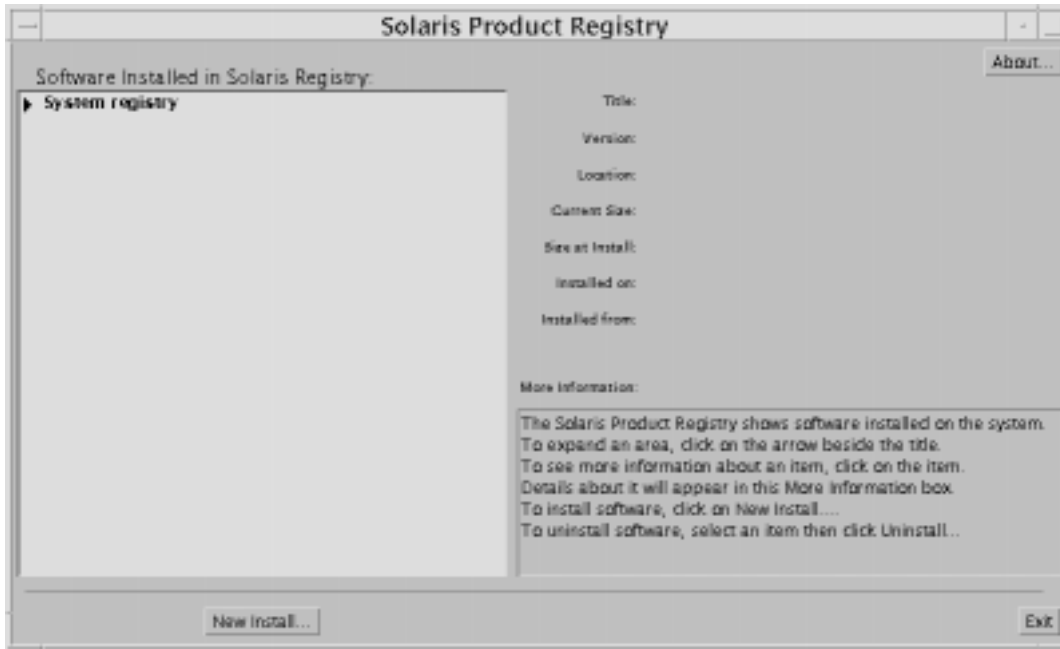 Solaris Product Registry
About...
Software Installed in Solaris Registry:
System registry
Title:
Version:
Location:
Current Size:
Size at Install:
Installed on:
Installed from:
More Information:
The Solaris Product Registry shows software installed on the system.
To expand an area, click on the arrow beside the title.
To see more information about an item, click on the item.
Details about it will appear in this More Information box.
To install software, click on New Install....
To uninstall software, select an item then click Uninstall...
New Install...
Exit